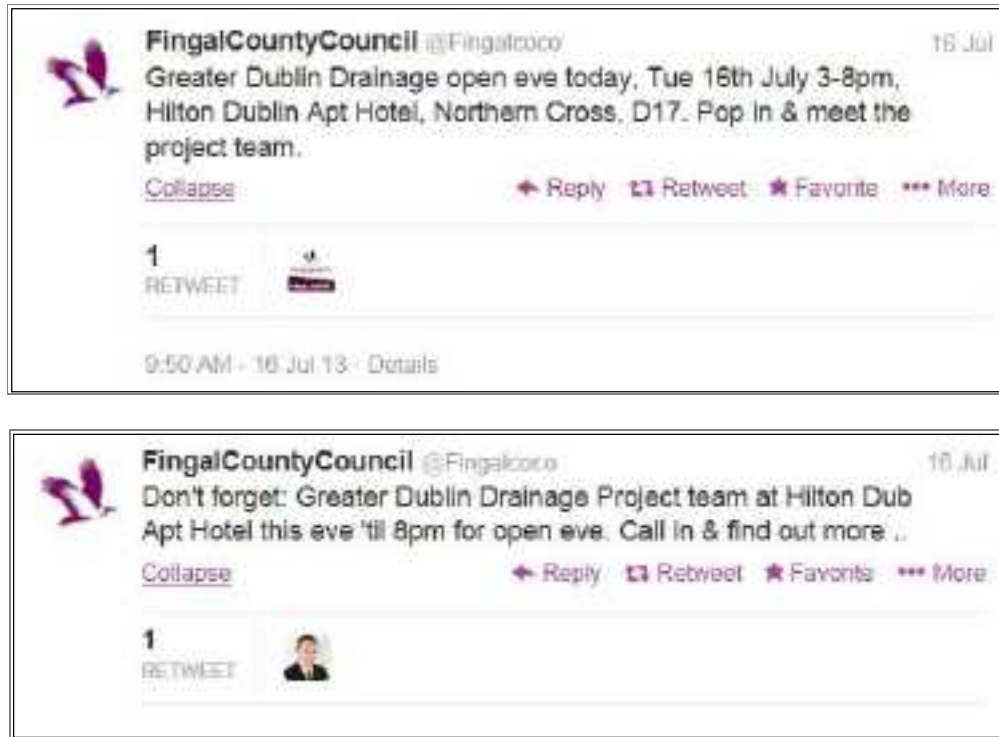 FingalCountyCouncil @Fingalcoco 16 Jul
Greater Dublin Drainage open eve today, Tue 16th July 3-8pm,
Hilton Dublin Apt Hotel, Northern Cross, D17. Pop in & meet the
project team.
Collapse Reply Retweet Favorite More
1
RETWEET
9:50 AM - 16 Jul 13 · Details
FingalCountyCouncil @Fingalcoco 16 Jul
Don't forget: Greater Dublin Drainage Project team at Hilton Dub
Apt Hotel this eve 'til 8pm for open eve. Call in & find out more ..
Collapse Reply Retweet Favorite More
1
RETWEET